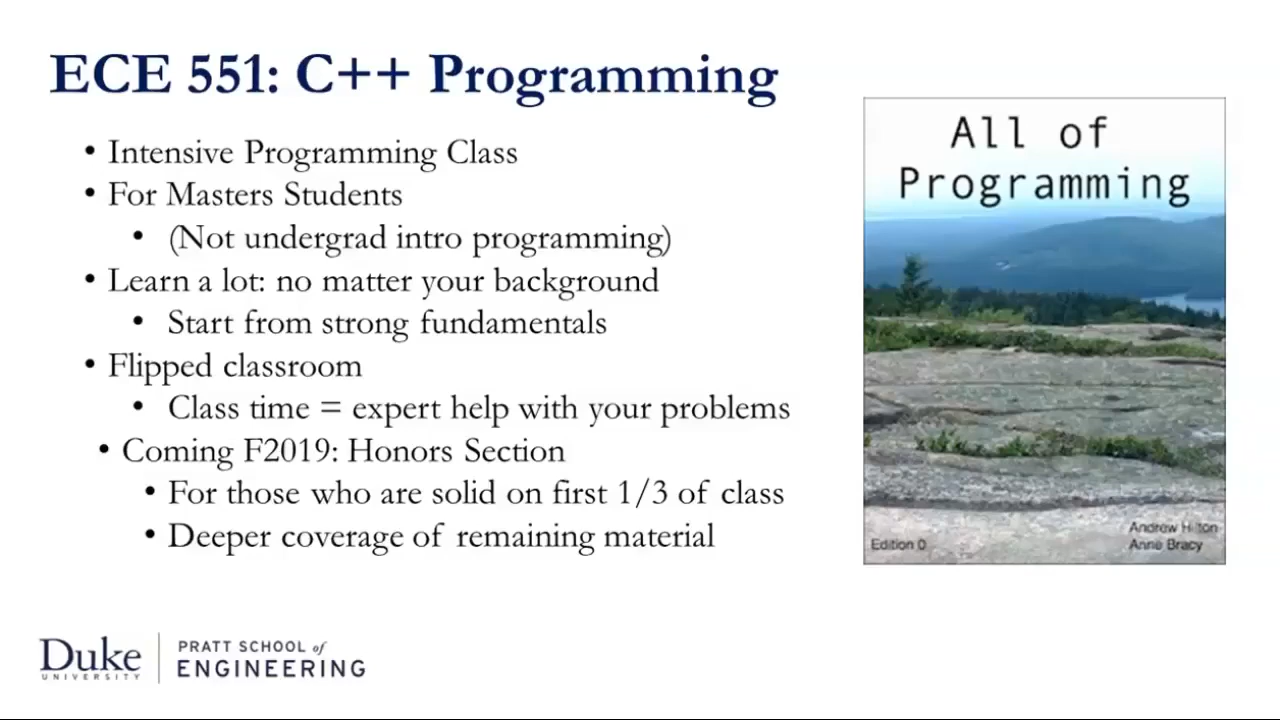 ECE 551: C++ Programming
• Intensive Programming Class
• For Masters Students
• (Not undergrad intro programming)
• Learn a lot: no matter your background
• Start from strong fundamentals
• Flipped classroom
• Class time = expert help with your problems
• Coming F2019: Honors Section
• For those who are solid on first 1/3 of class
• Deeper coverage of remaining material
All of
Programming
Andrew Hilton
Edition 0
Anne Bracy
Duke
UNIVERSITY
PRATT SCHOOL of
ENGINEERING